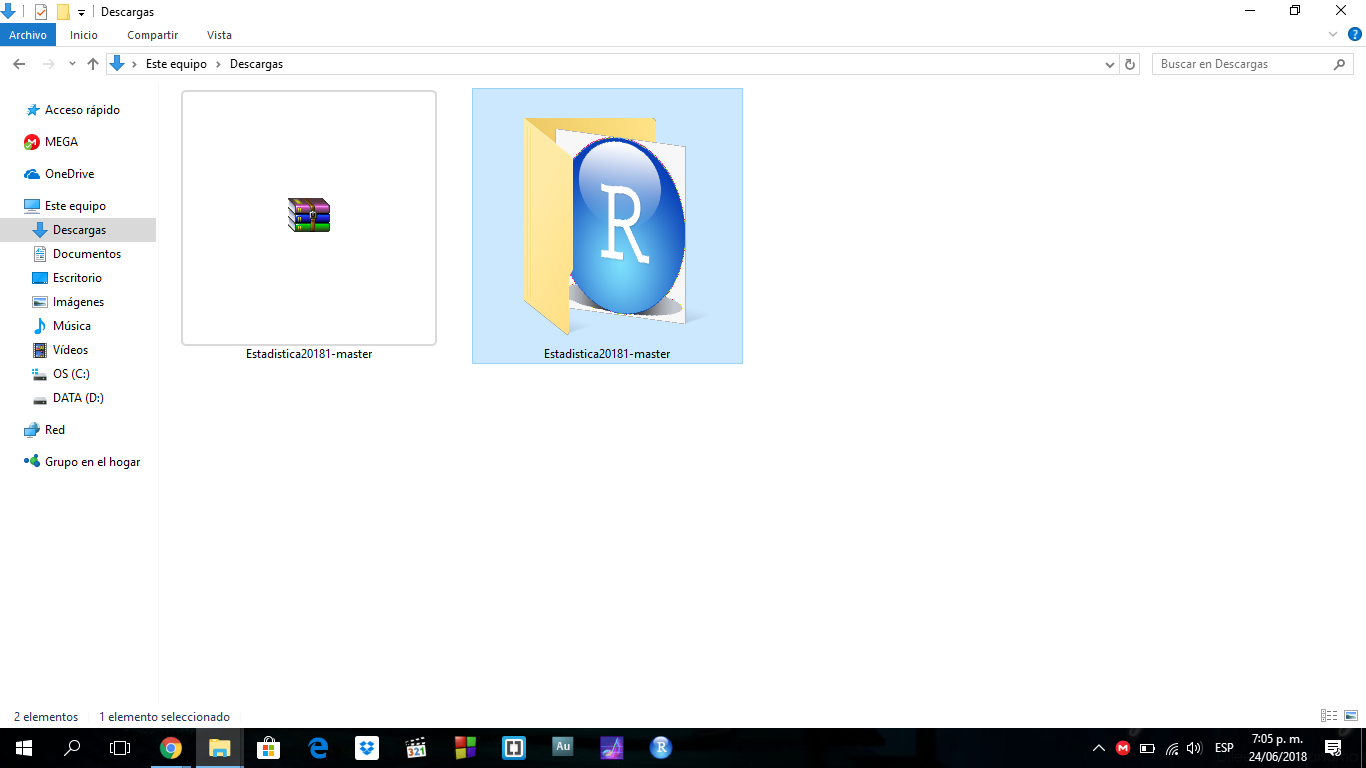 Descargas
Archivo Inicio Compartir Vista
Este equipo Descargas
Buscar en Descargas
Acceso rápido
MEGA
OneDrive
Este equipo
Descargas
Documentos
Escritorio
Imágenes
Música
Vídeos
OS (C:)
DATA (D:)
Red
Grupo en el hogar
R
Estadistica20181-master
Estadistica20181-master
2 elementos 1 elemento seleccionado
321
Au
R
ESP
7:05 p. m.
24/06/2018